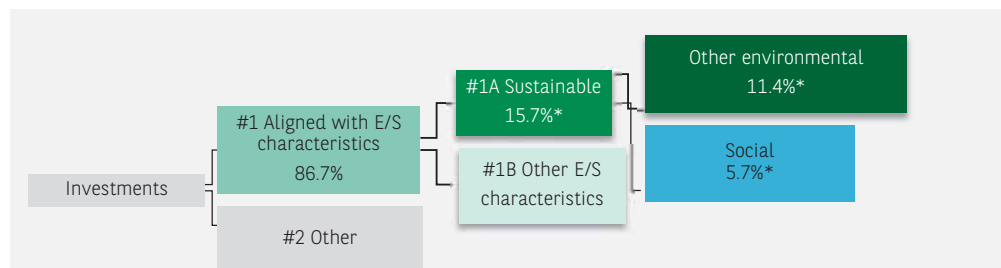 Investments
#1 Aligned with E/S
characteristics
86.7%
#2 Other
#1A Sustainable
15.7%*
#1B Other E/S
characteristics
Other environmental
11.4%*
Social
5.7%*